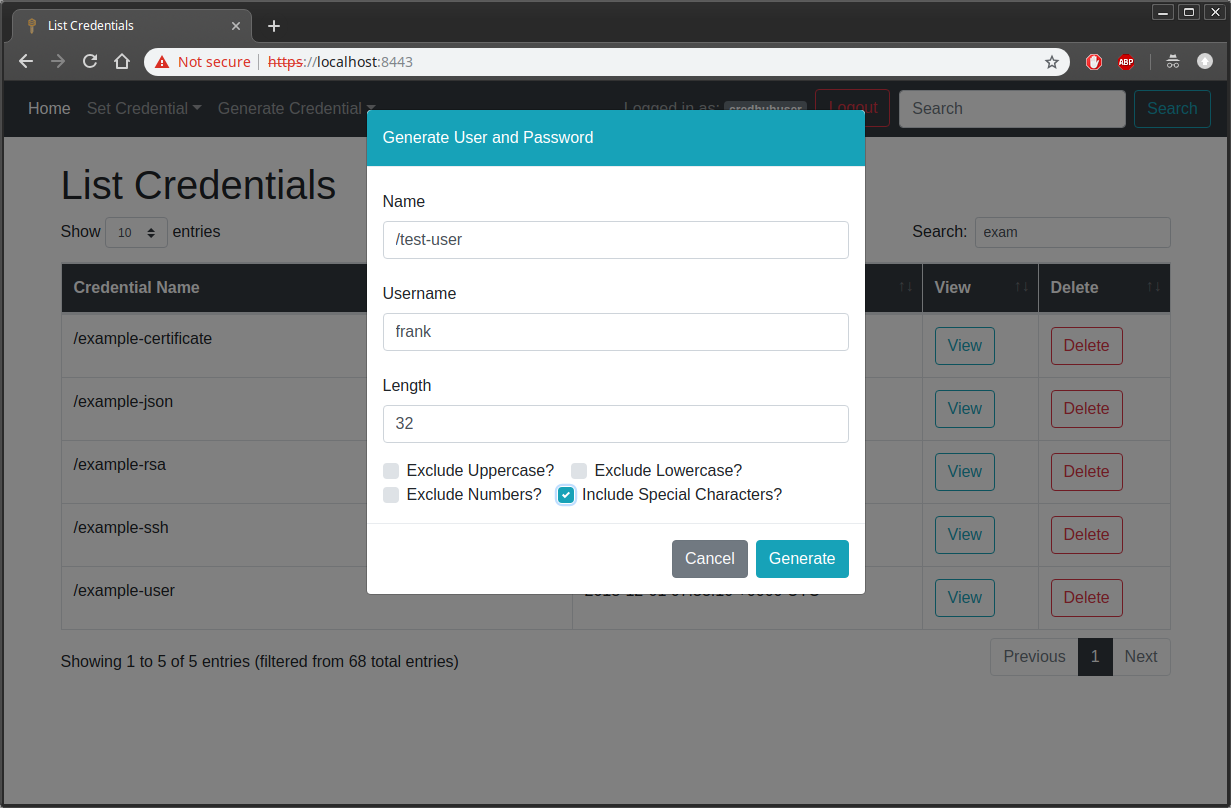 List Credentials
Not secure https://localhost:8443
ABP
Home Set Credential Generate Credential Logged in as: credhubuser Logout Search Search
Generate User and Password
List Credentials
Name
/test-user
Show 10 entries
Search: exam
Username
frank
Credential Name View Delete
/example-certificate View Delete
Length
32
/example-json View Delete
/example-rsa View Delete
Exclude Uppercase? Exclude Lowercase?
Exclude Numbers? Include Special Characters?
/example-ssh View Delete
Cancel Generate
/example-user View Delete
Showing 1 to 5 of 5 entries (filtered from 68 total entries)
Previous 1 Next